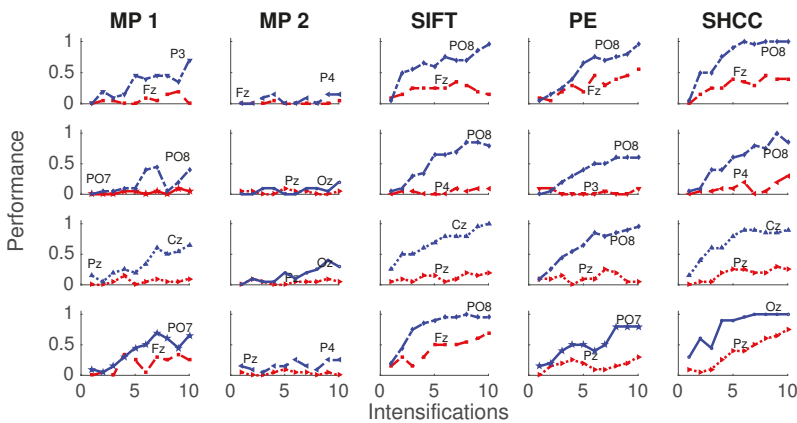 MP 1 MP 2 SIFT PE SHCC
1 P3 0.5 Fz 0
P4 Fz
PO8 Fz
PO8 Fz
PO8 Fz
1 0.5 0 PO7 PO8
Pz Oz
PO8 P4
PO8 P3
PO8 P4
1 0.5 0 Pz Cz
Oz
Cz Pz
PO8 Pz
Cz Pz
1 0.5 0 PO7 Fz
Pz P4
PO8 Fz
PO7 Pz
Oz Pz
0 5 10 0 5 10 0 5 10 0 5 10 0 5 10
Performance
Intensifications